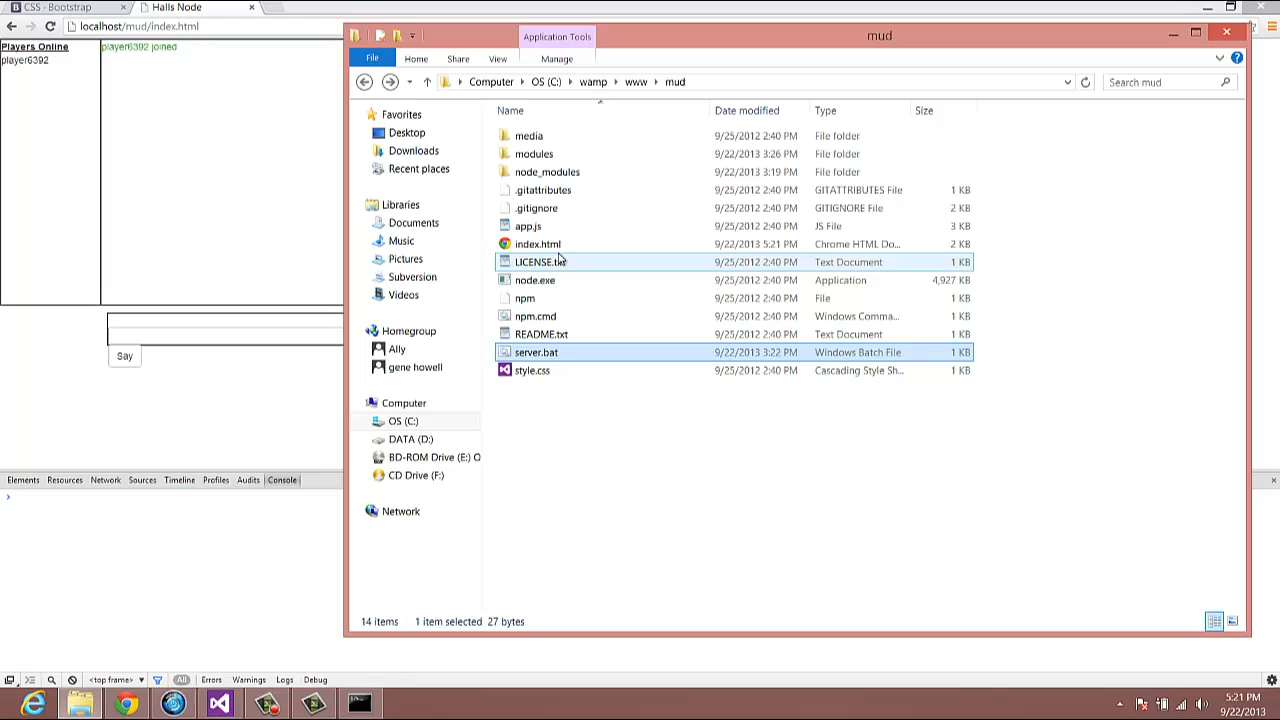 CSS · Bootstrap
Halls Node
localhost/mud/index.html
Players Online
player6392
player6392 joined
Say
Elements Resources Network Sources Timeline Profiles Audits Console
<top frame> All Errors Warnings Logs Debug
Application Tools
mud
File Home Share View Manage
Computer OS (C:) wamp www mud
Search mud
Favorites
Desktop
Downloads
Recent places
Libraries
Documents
Music
Pictures
Subversion
Videos
Homegroup
Ally
gene howell
Computer
OS (C:)
DATA (D:)
BD-ROM Drive (E:) O
CD Drive (F:)
Network
Name Date modified Type Size
media 9/25/2012 2:40 PM File folder
modules 9/22/2013 3:26 PM File folder
node_modules 9/22/2013 3:19 PM File folder
.gitattributes 9/25/2012 2:40 PM GITATTRIBUTES File 1 KB
.gitignore 9/25/2012 2:40 PM GITIGNORE File 2 KB
app.js 9/25/2012 2:40 PM JS File 3 KB
index.html 9/22/2013 5:21 PM Chrome HTML Do... 2 KB
LICENSE.txt 9/25/2012 2:40 PM Text Document 1 KB
node.exe 9/25/2012 2:40 PM Application 4,927 KB
npm 9/25/2012 2:40 PM File 1 KB
npm.cmd 9/25/2012 2:40 PM Windows Comma... 1 KB
README.txt 9/25/2012 2:40 PM Text Document 1 KB
server.bat 9/22/2013 3:22 PM Windows Batch File 1 KB
style.css 9/25/2012 2:40 PM Cascading Style Sh... 1 KB
14 items 1 item selected 27 bytes
5:21 PM
9/22/2013